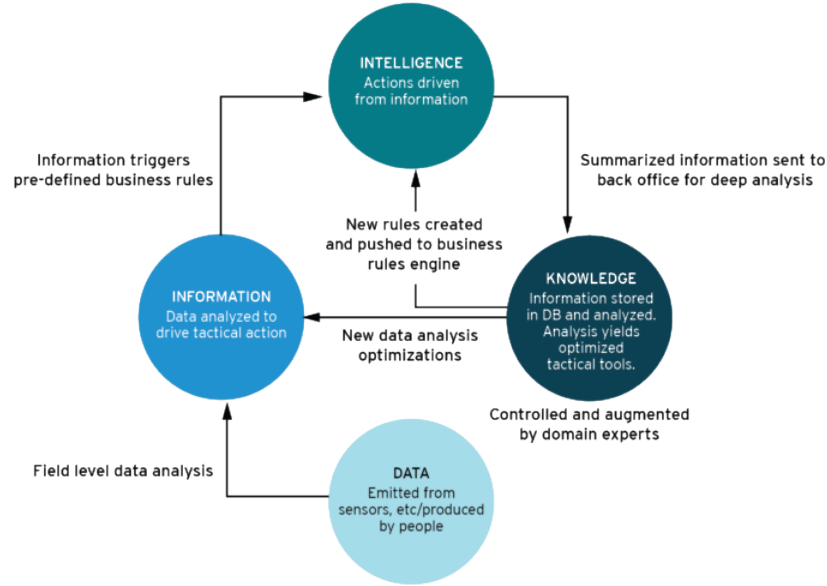 INTELLIGENCE
Actions driven
from information
Information triggers
pre-defined business rules
Summarized information sent to
back office for deep analysis
New rules created
and pushed to business
rules engine
INFORMATION
Data analyzed to
drive tactical action
KNOWLEDGE
Information stored
in DB and analyzed.
Analysis yields
optimized
tactical tools.
New data analysis
optimizations
Controlled and augmented
by domain experts
Field level data analysis
DATA
Emitted from
sensors, etc/produced
by people